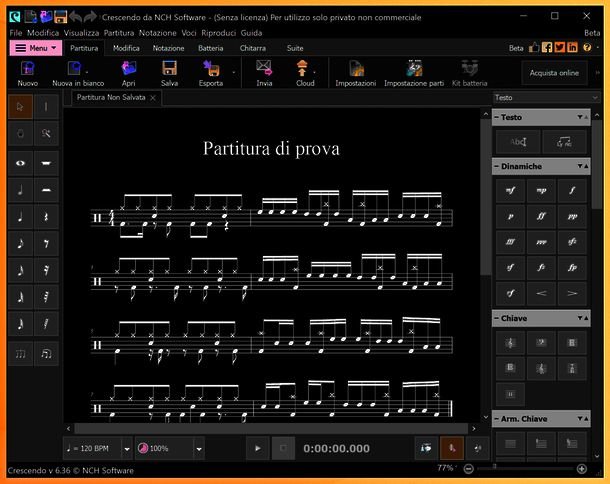 Crescendo da NCH Software - (Senza licenza) Per utilizzo solo privato non commerciale
File Modifica Visualizza Partitura Notazione Voci Riproduci Guida Beta
Menu Partitura Modifica Notazione Batteria Chitarra Suite Beta
Nuovo Nuova in bianco Apri Salva Esporta Invia Cloud Impostazioni Impostazione parti Kit batteria Acquista online
Partitura Non Salvata
Testo
Testo
Partitura di prova
Dinamiche
mf mp f
p ff pp
fff ppp sfz
sf fz fp
rf < >
Chiave
Arm. Chiave
= 120 BPM 100% 0:00:00.000
77%
Crescendo v 6.36 © NCH Software